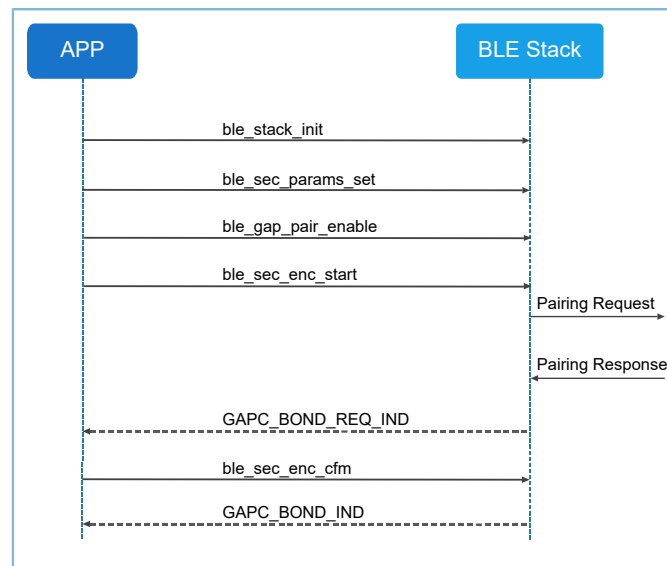 APP
BLE Stack
ble_stack_init
ble_sec_params_set
ble_gap_pair_enable
ble_sec_enc_start
Pairing Request
Pairing Response
GAPC_BOND_REQ_IND
ble_sec_enc_cfm
GAPC_BOND_IND